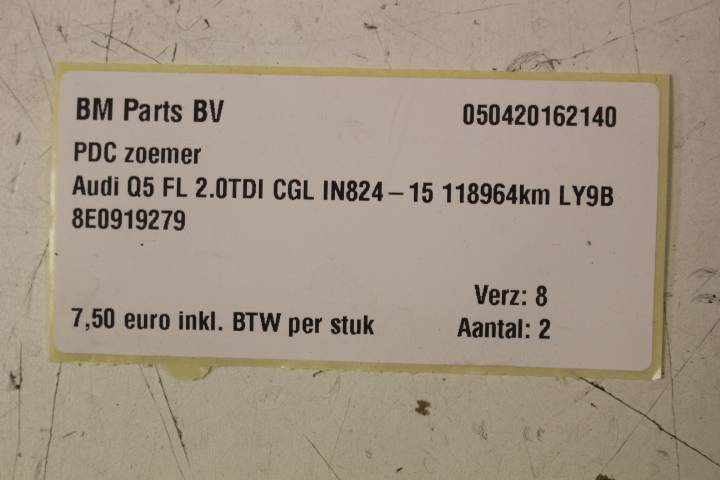 BM Parts BV 050420162140
PDC zoemer
Audi Q5 FL 2.0TDI CGL IN824-15 118964km LY9B
8E0919279
Verz: 8
7,50 euro inkl. BTW per stuk Aantal: 2